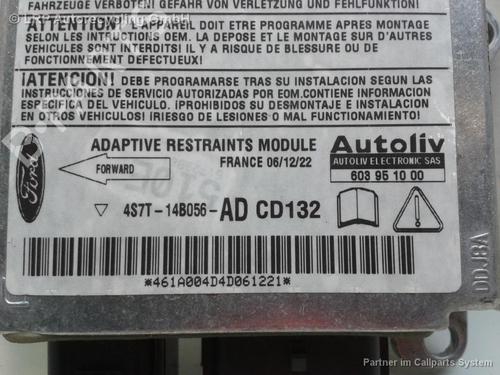 FAHRZEUGE VERBOTEN! GEFAHR VON VERLETZUNG UND FEHLFUNKTION!
ATTENTION! L'APPAREIL DOIT ETRE PROGRAMME APRES MONTAGE
SELON LES INTRUCTIONS OEM. LA DEPOSE ET LE MONTAGE SUR D'AUTRES
VEHICULES SONT INTERDITS! IL Y A RISQUE DE BLESSURE OU DE
FONCTIONNEMENT DEFECTUEUX!
¡ATENCION! DEBE PROGRAMARSE TRAS SU INSTALACION SEGUN LAS
INSTRUCCIONES DE SERVICIO AUTORIZADAS POR EOM.CONTIENE INFORMACION
ESPECIFICA DEL VEHICULO. ¡PROHIBIDOS SU DESMONTAJE E INSTALACION
EN OTROS VEHICULOS! ¡RIESGO DE LESIONES O MAL FUNCIONAMIENTO!
ADAPTIVE RESTRAINTS MODULE
FRANCE 06/12/22
Autoliv
AUTOLIV ELECTRONIC SAS
603 95 10 00
Ford
FORWARD
4S7T-14B056-AD CD132
*461A004D4D061221*
DDJBA
Partner im Callparts System